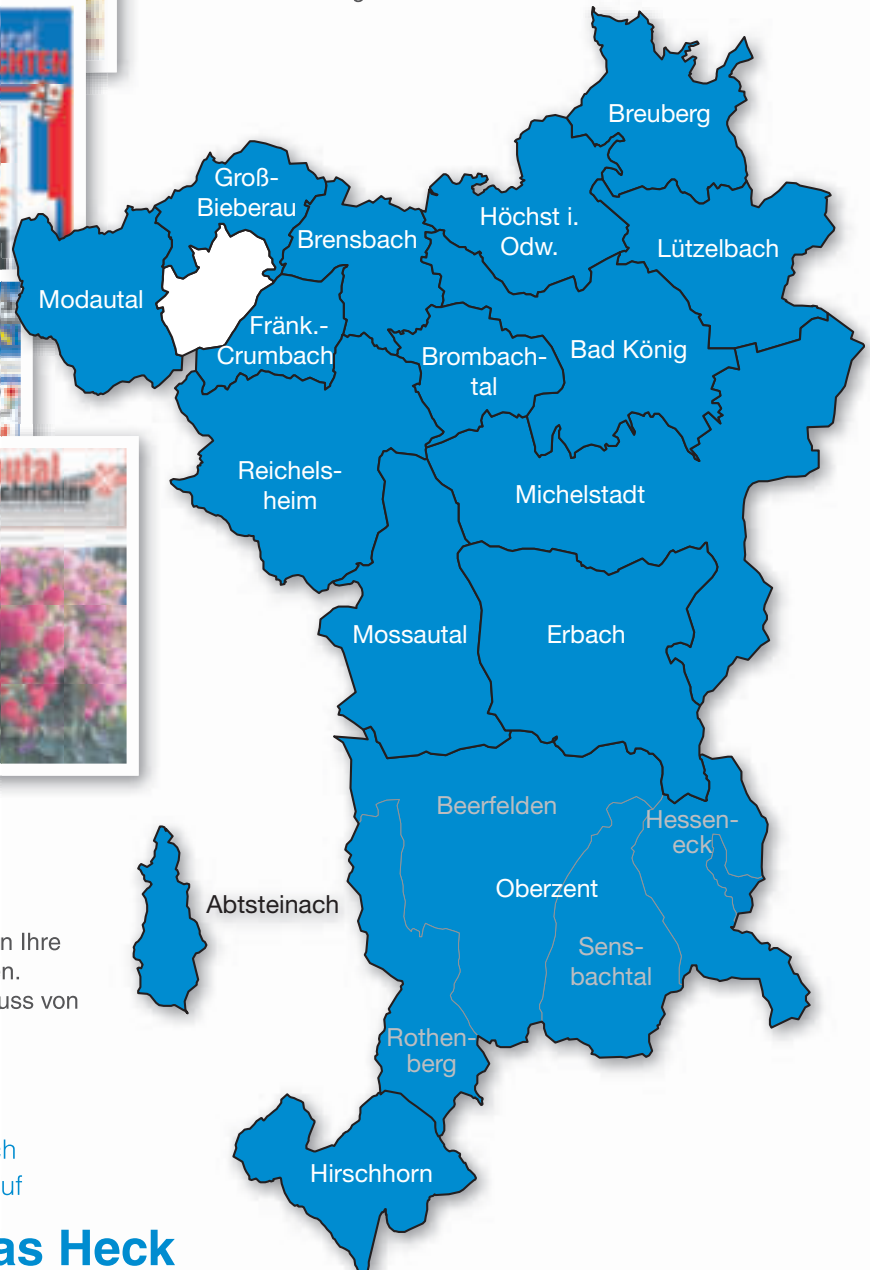 Breuberg
Groß-
Bieberau
Höchst i.
Odw.
Brensbach
Lützelbach
Modautal
Fränk.-
Crumbach
Brombach-
tal
Bad König
Reichels-
heim
Michelstadt
Mossautal
Erbach
Beerfelden
Hessen-
eck
Oberzent
Abtsteinach
Sens-
bachtal
Rothen-
berg
Hirschhorn
n Ihre
n.
uss von
ch
uf
as Heck